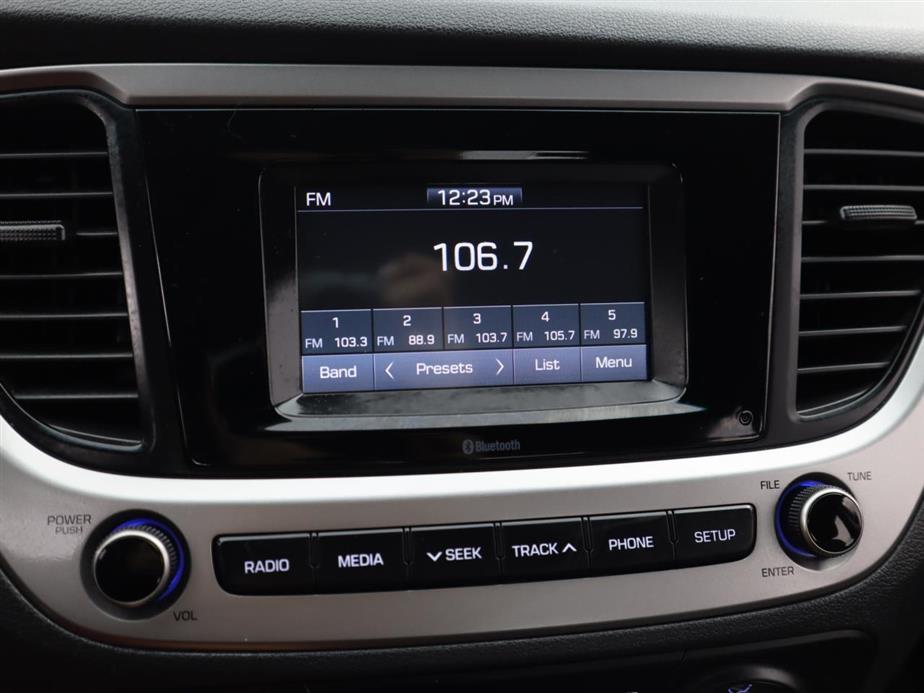 FM 12:23 PM
106.7
1 2 3 4 5
FM 103.3 FM 88.9 FM 103.7 FM 105.7 FM 97.9
Band < Presets > List Menu
Bluetooth
POWER PUSH
VOL
RADIO MEDIA SEEK TRACK PHONE SETUP
FILE TUNE
ENTER